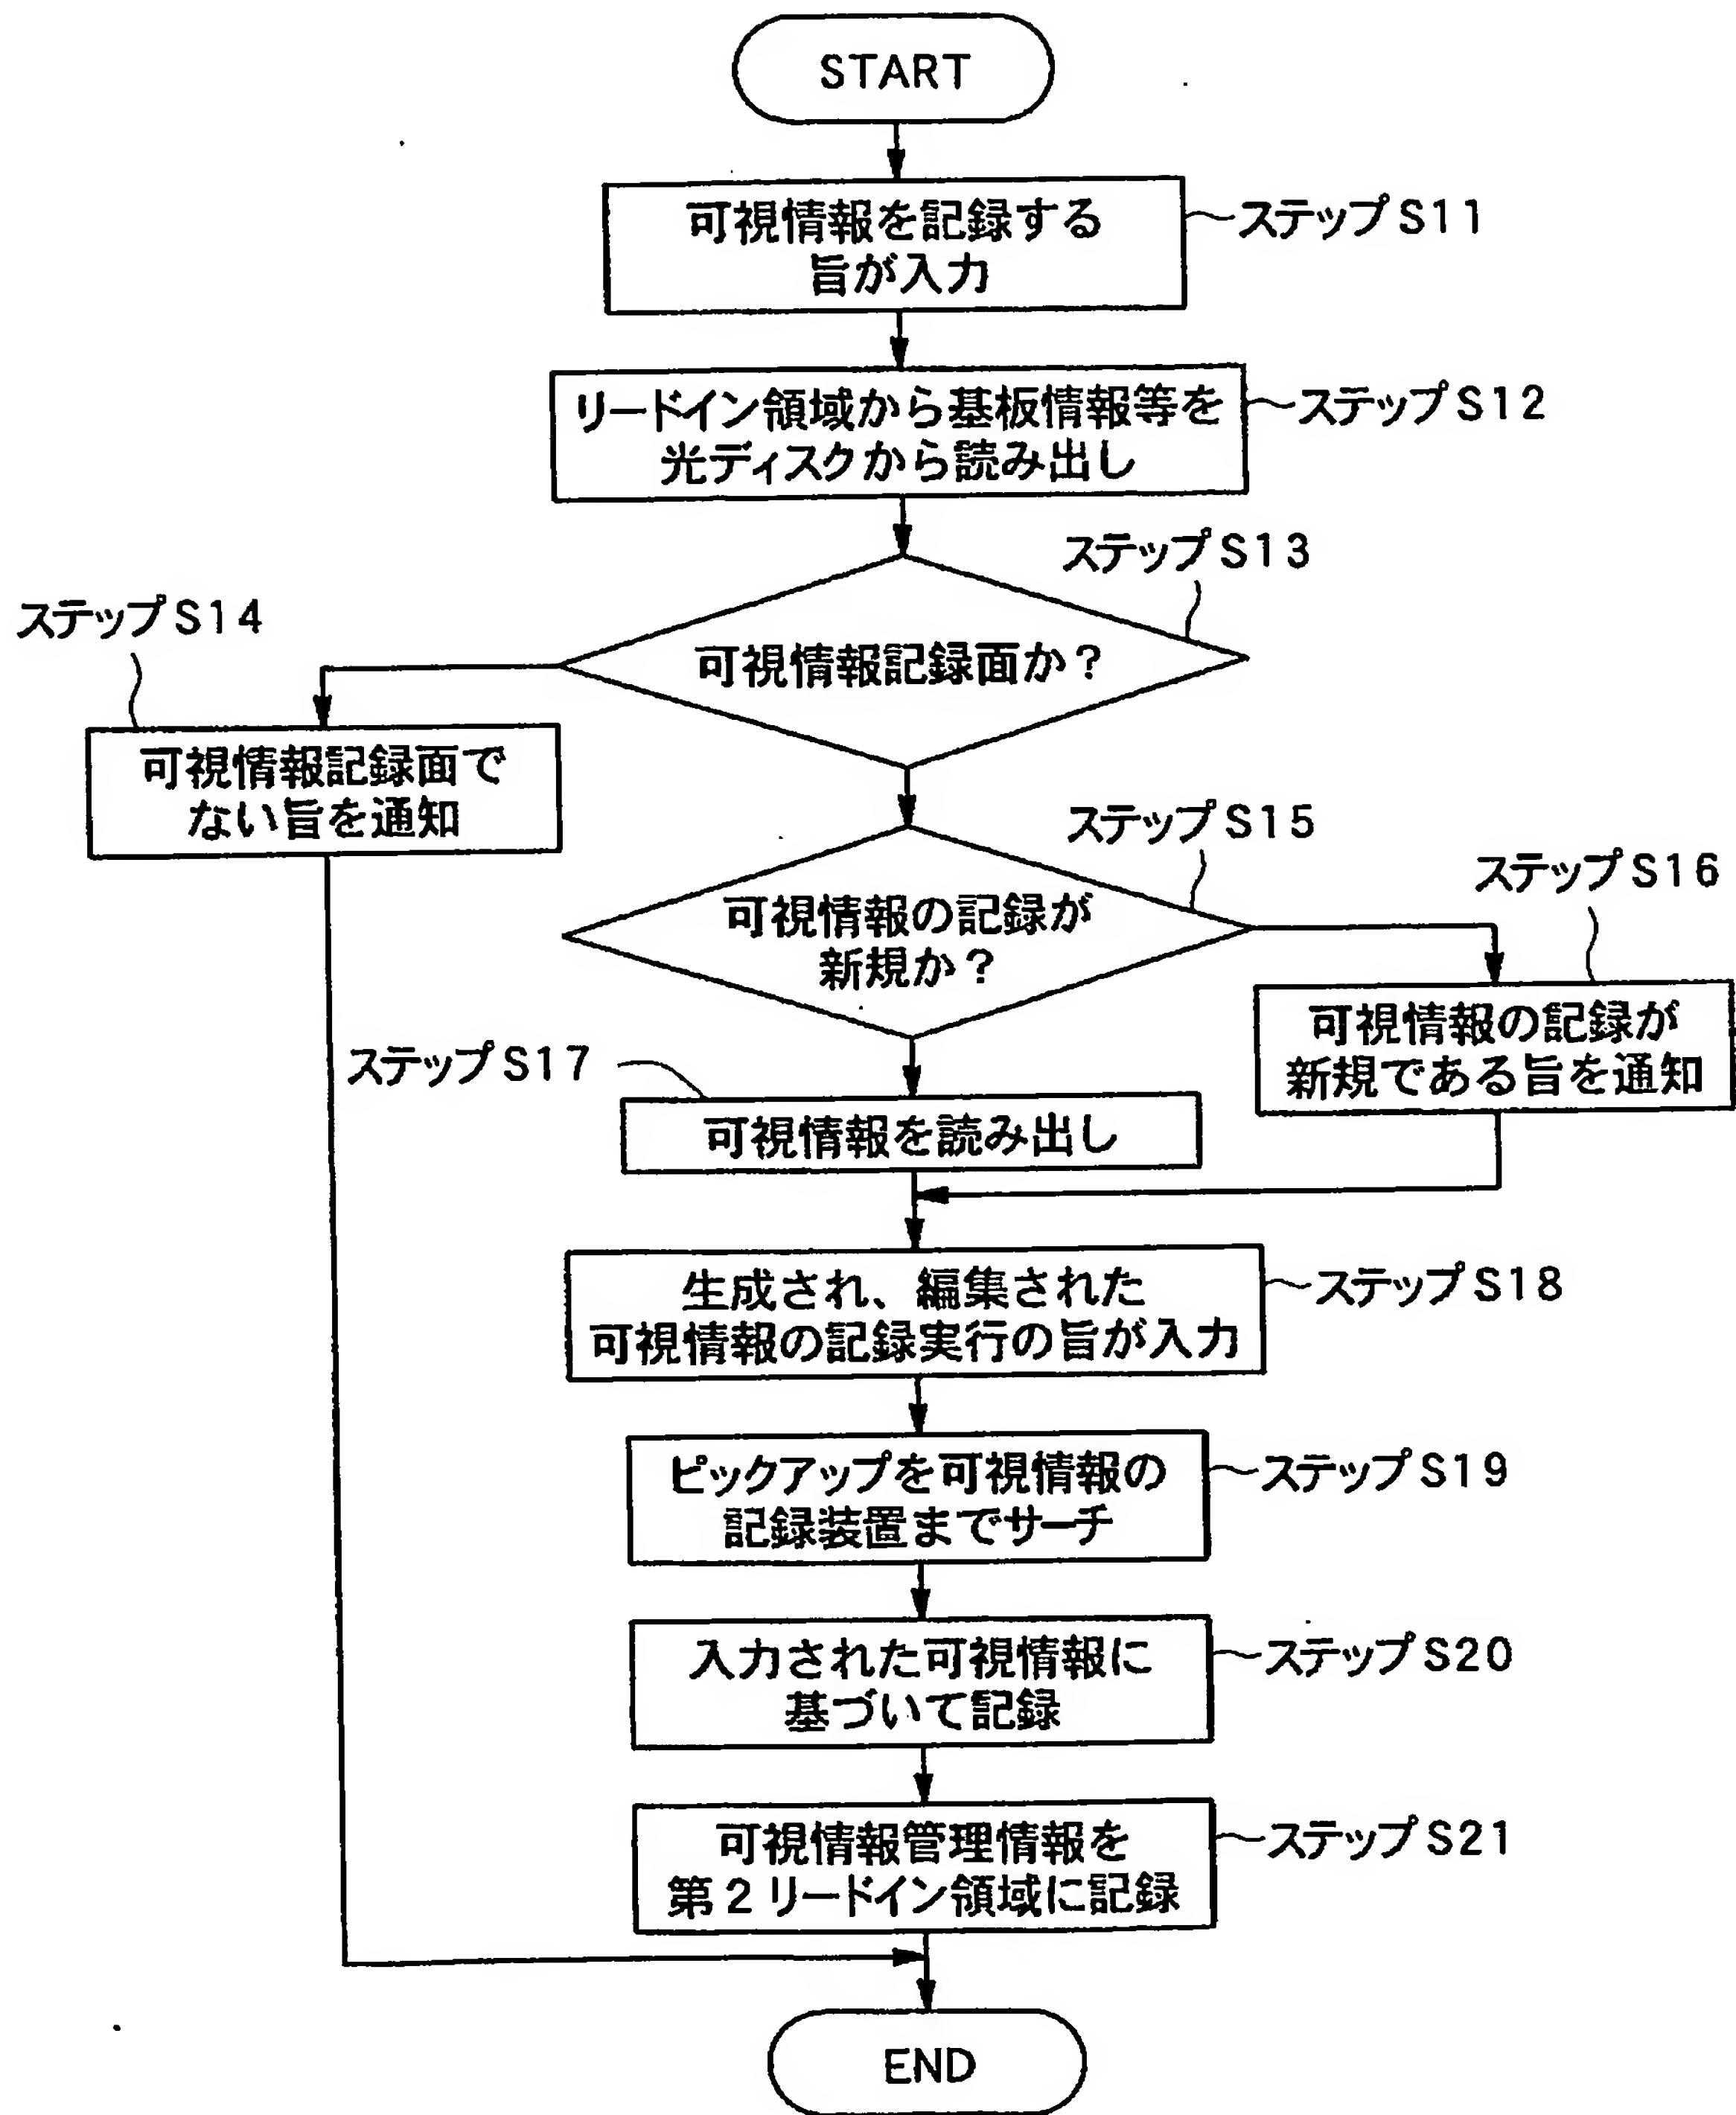 START
可視情報を記録する
旨が入力
ステップS11
リードイン領域から基板情報等を
光ディスクから読み出し
ステップS12
ステップS13
可視情報記録面か？
ステップS14
可視情報記録面で
ない旨を通知
ステップS15
可視情報の記録が
新規か？
ステップS16
可視情報の記録が
新規である旨を通知
ステップS17
可視情報を読み出し
生成され、編集された
可視情報の記録実行の旨が入力
ステップS18
ピックアップを可視情報の
記録装置までサーチ
ステップS19
入力された可視情報に
基づいて記録
ステップS20
可視情報管理情報を
第２リードイン領域に記録
ステップS21
END